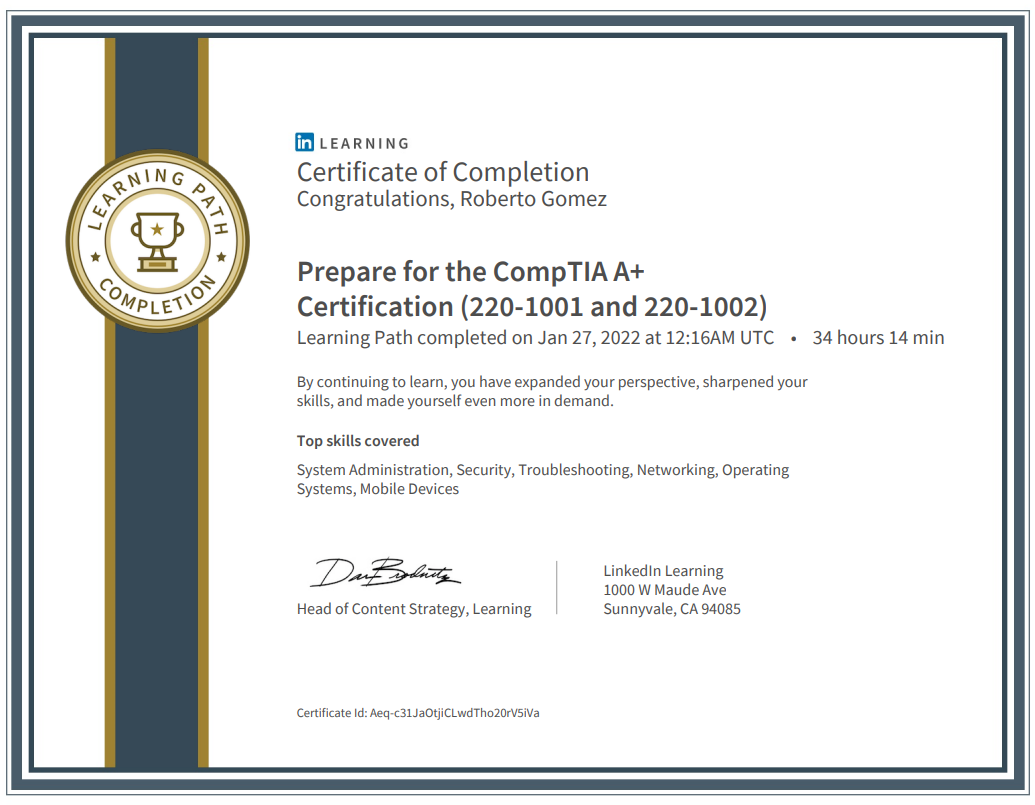 LEARNING PATH
COMPLETION
in LEARNING
Certificate of Completion
Congratulations, Roberto Gomez
Prepare for the CompTIA A+
Certification (220-1001 and 220-1002)
Learning Path completed on Jan 27, 2022 at 12:16AM UTC • 34 hours 14 min
By continuing to learn, you have expanded your perspective, sharpened your
skills, and made yourself even more in demand.
Top skills covered
System Administration, Security, Troubleshooting, Networking, Operating
Systems, Mobile Devices
Head of Content Strategy, Learning
LinkedIn Learning
1000 W Maude Ave
Sunnyvale, CA 94085
Certificate Id: Aeq-c31JaOtjiCLwdTho20rV5iVa